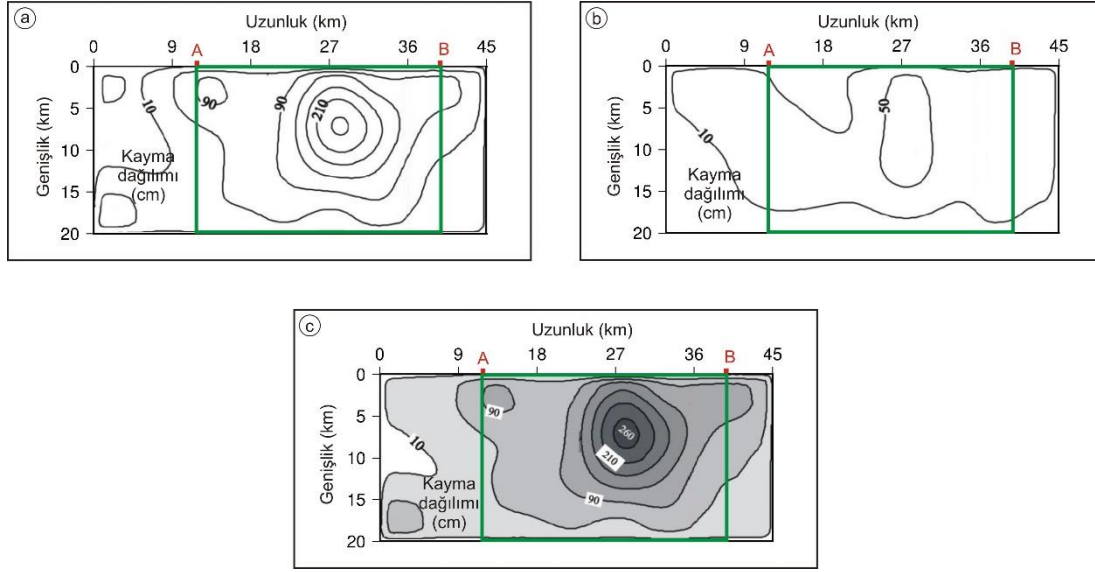 a
Uzunluk (km)
0 9 A 18 27 36 B 45
Genişlik (km)
0
5
10
15
20
10
90
90
210
Kayma
dağılımı
(cm)
b
Uzunluk (km)
0 9 A 18 27 36 B 45
Genişlik (km)
0
5
10
15
20
10
50
Kayma
dağılımı
(cm)
c
Uzunluk (km)
0 9 A 18 27 36 B 45
Genişlik (km)
0
5
10
15
20
10
90
260
210
90
Kayma
dağılımı
(cm)